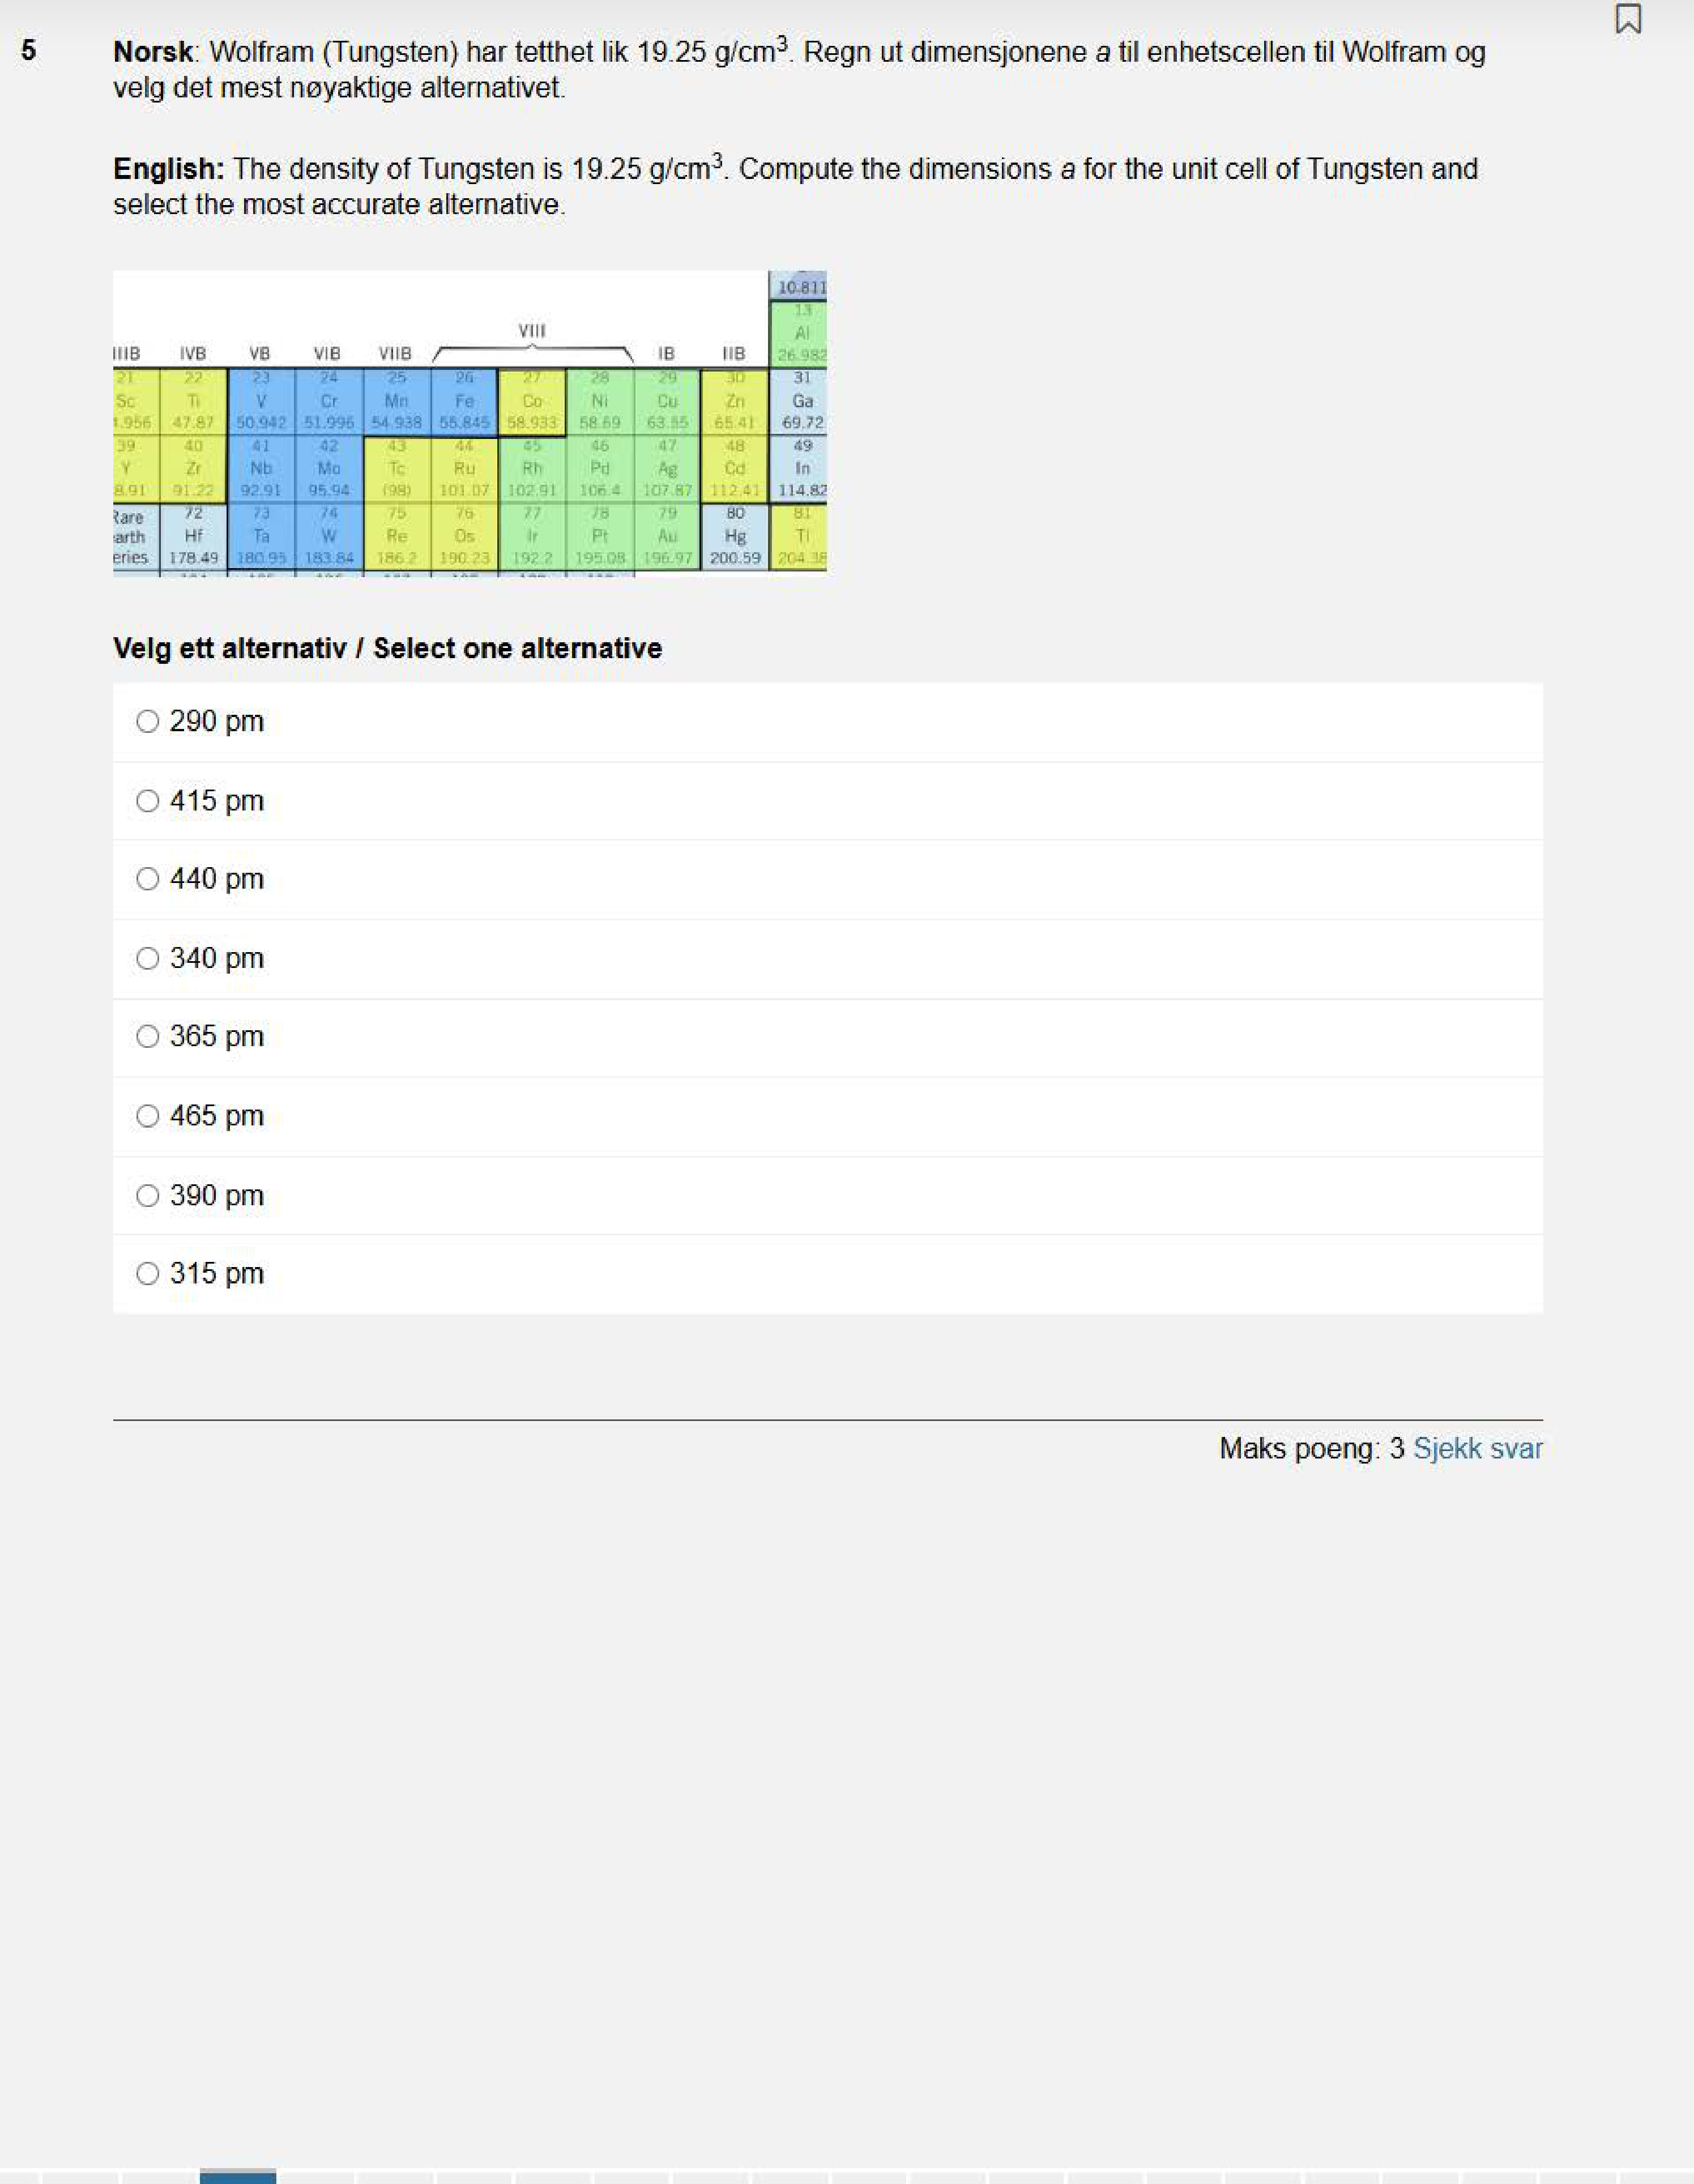 5
Norsk: Wolfram (Tungsten) har tetthet lik 19.25 g/cm³. Regn ut dimensjonene a til enhetscellen til Wolfram og
velg det mest nøyaktige alternativet.
English: The density of Tungsten is 19.25 g/cm³. Compute the dimensions a for the unit cell of Tungsten and
select the most accurate alternative.
10.811
13
VIII Al
IIIB IVB VB VIB VIIB IB IIB 26.982
21 22 23 24 25 26 27 28 29 30 31
Sc Ti V Cr Mn Fe Co Ni Cu Zn Ga
.956 47.87 50.942 51.996 54.938 55.845 58.933 58.69 63.55 65.41 69.72
39 40 41 42 43 44 45 46 47 48 49
Y Zr Nb Mo Tc Ru Rh Pd Ag Cd In
8.91 91.22 92.91 95.94 (98) 101.07 102.91 106.4 107.87 112.41 114.82
Rare 72 73 74 75 76 77 78 79 80 81
arth Hf Ta W Re Os Ir Pt Au Hg Tl
eries 178.49 180.95 183.84 186.2 190.23 192.2 195.08 196.97 200.59 204.38
Velg ett alternativ / Select one alternative
290 pm
415 pm
440 pm
340 pm
365 pm
465 pm
390 pm
315 pm
Maks poeng: 3 Sjekk svar